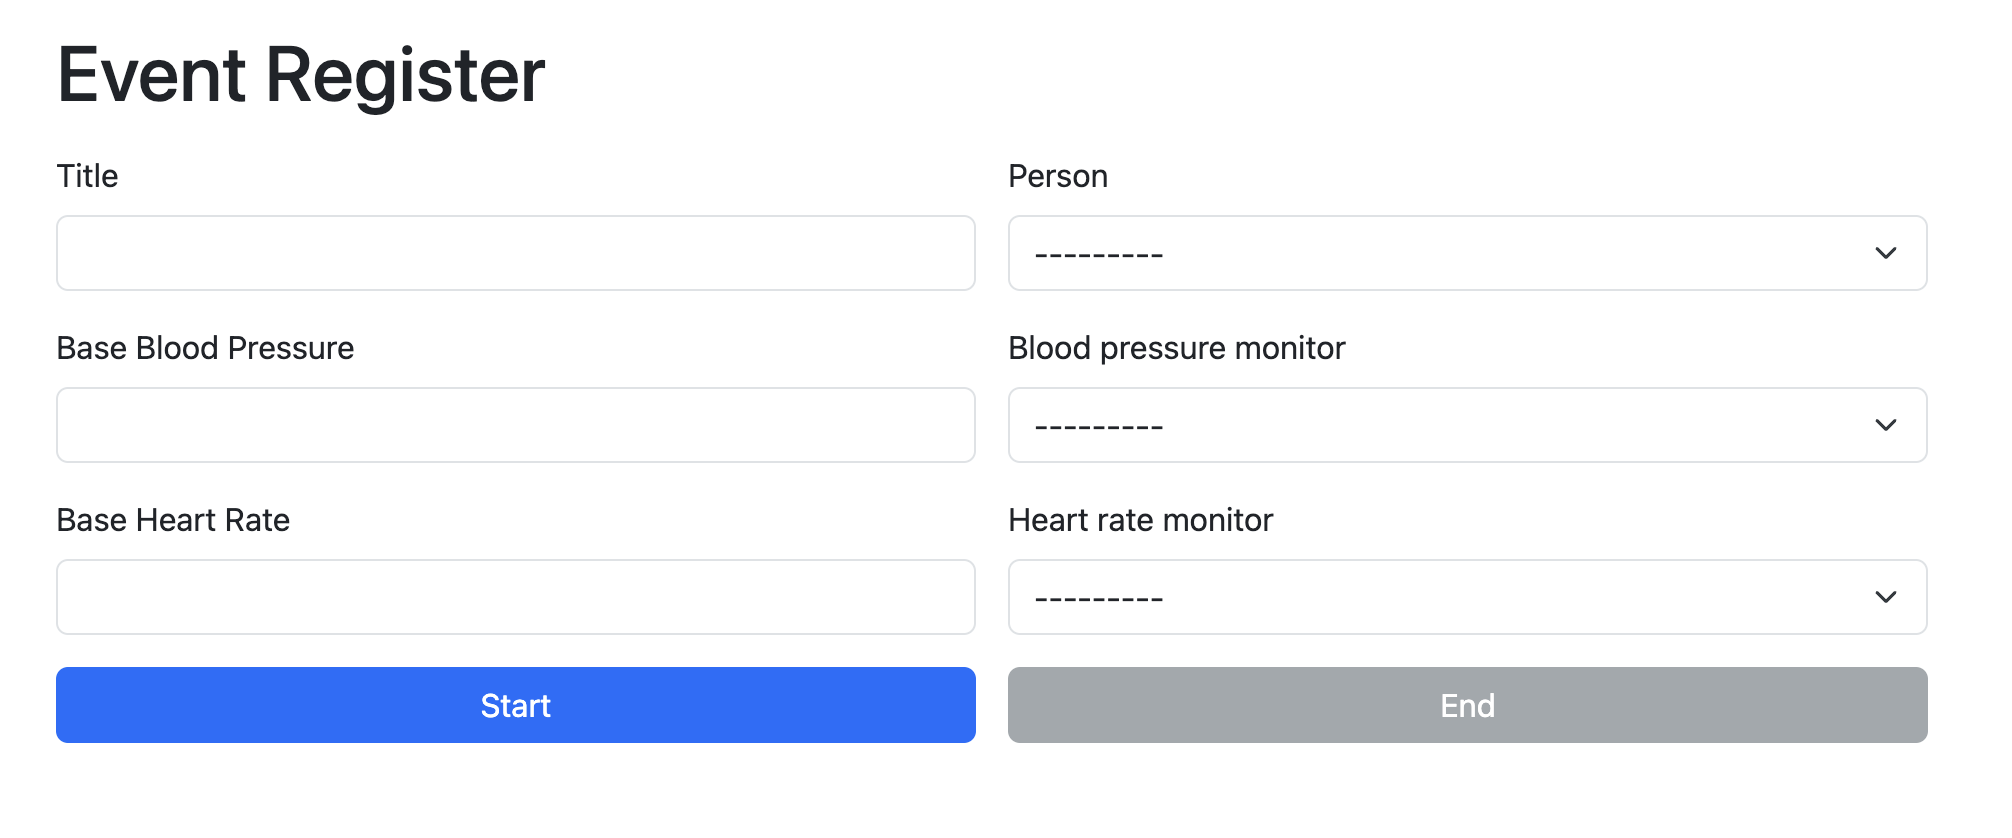 Event Register
Title
Person
---------
Base Blood Pressure
Blood pressure monitor
---------
Base Heart Rate
Heart rate monitor
---------
Start
End